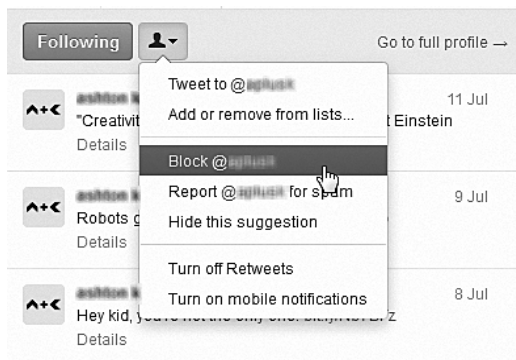 Following
Go to full profile →
Tweet to @
11 Jul
"Creativit t Einstein
Add or remove from lists...
Details
Block @
Report @ for spam
9 Jul
Robots
Hide this suggestion
Details
Turn off Retweets
8 Jul
Turn on mobile notifications
Hey kid,
Details